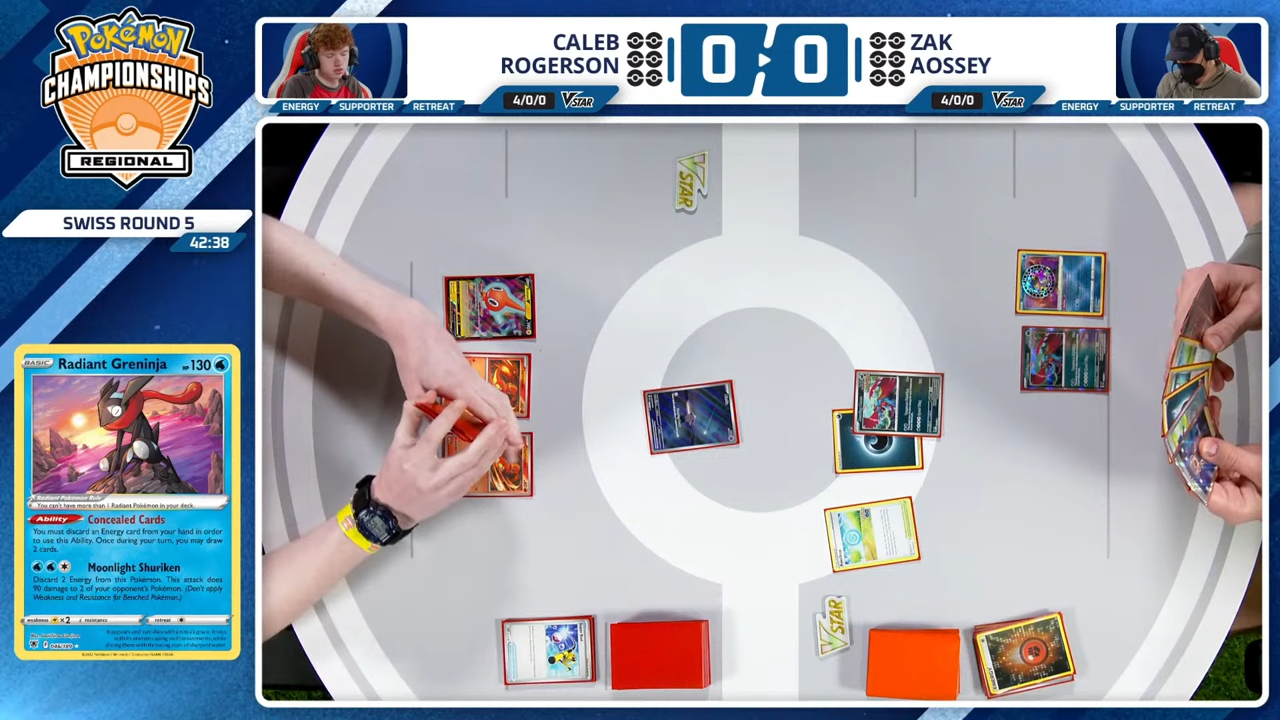 Pokémon
CHAMPIONSHIPS
REGIONAL
SWISS ROUND 5
42:38
CALEB
ROGERSON
0
0
ZAK
AOSSEY
ENERGY
SUPPORTER
RETREAT
4/0/0
VSTAR
4/0/0
VSTAR
ENERGY
SUPPORTER
RETREAT
VSTAR
VSTAR
BASIC
Radiant Greninja
HP130
Radiant Pokémon Rule
You can't have more than 1 Radiant Pokémon in your deck.
Ability
Concealed Cards
You must discard an Energy card from your hand in order
to use this Ability. Once during your turn, you may draw
2 cards.
Moonlight Shuriken
Discard 2 Energy from this Pokémon. This attack does
90 damage to 2 of your opponent's Pokémon. (Don't apply
Weakness and Resistance for Benched Pokémon.)
weakness
×2
resistance
retreat
046/189